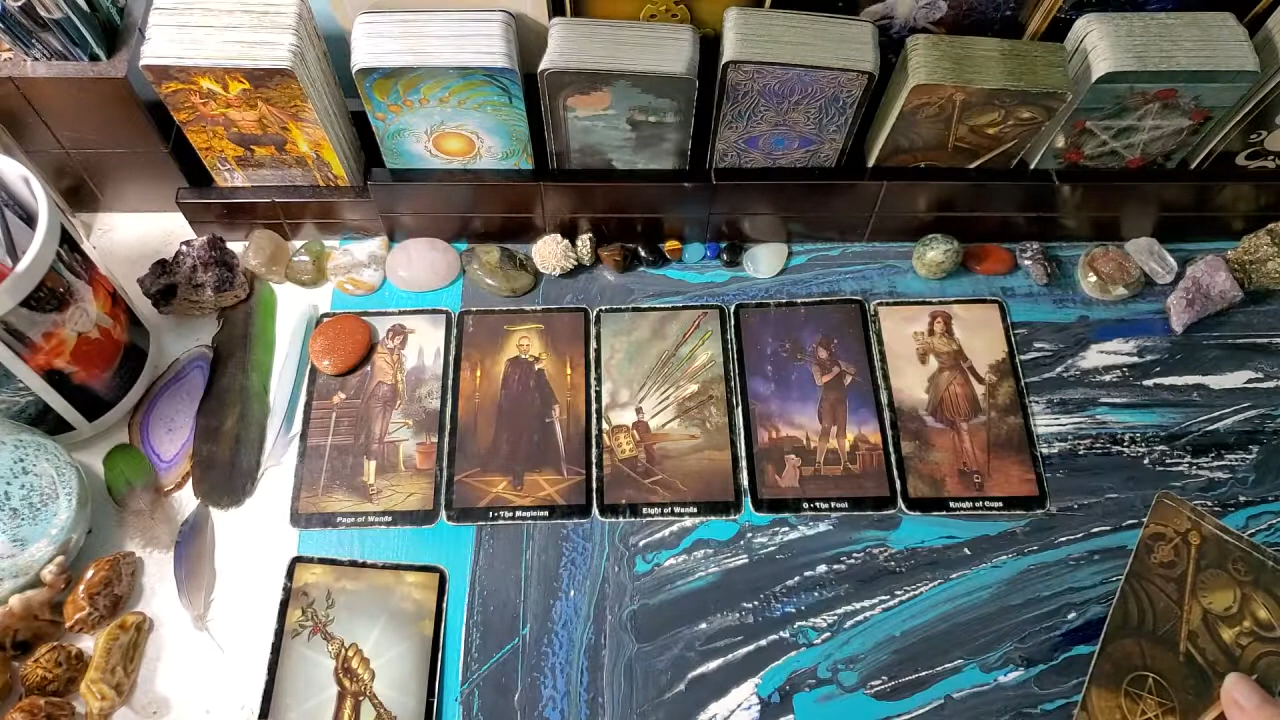 Page of Wands
I • The Magician
Eight of Wands
0 • The Fool
Knight of Cups